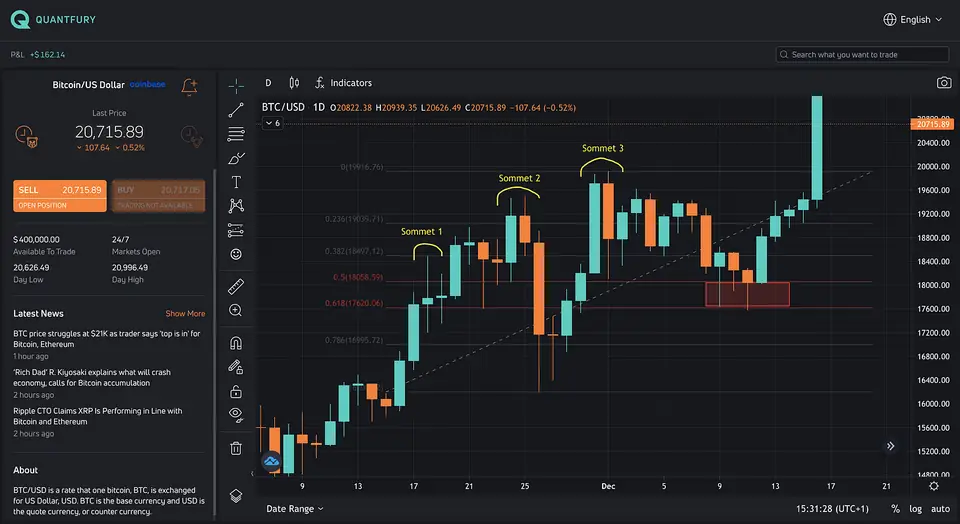 QUANTFURY
English
P&L +$ 162.14
Search what you want to trade
Bitcoin/US Dollar coinbase
Last Price
20,715.89
107.64 0.52%
SELL 20,715.89
OPEN POSITION
BUY 20,717.05
TRADING NOT AVAILABLE
$ 400,000.00
Available To Trade
24/7
Markets Open
20,626.49
Day Low
20,996.49
Day High
Latest News
Show More
BTC price struggles at $21K as trader says 'top is in' for
Bitcoin, Ethereum
1 hour ago
'Rich Dad' R. Kiyosaki explains what will crash
economy, calls for Bitcoin accumulation
2 hours ago
Ripple CTO Claims XRP Is Performing in Line with
Bitcoin and Ethereum
2 hours ago
About
BTC/USD is a rate that one bitcoin, BTC, is exchanged
for US Dollar, USD. BTC is the base currency and USD is
the quote currency, or counter currency.
D
Indicators
BTC/USD 1D O20822.38 H20939.35 L20626.49 C20715.89 −107.64 (−0.52%)
6
Sommet 1
Sommet 2
Sommet 3
0(19916.76)
0.236(19039.71)
0.382(18497.12)
0.5(18058.59)
0.618(17620.06)
0.786(16995.72)
20715.89
20400.00
20000.00
19600.00
19200.00
18800.00
18400.00
18000.00
17600.00
17200.00
16800.00
16400.00
16000.00
15600.00
15200.00
14800.00
9
13
17
21
25
Dec
5
9
13
17
21
Date Range
15:31:28 (UTC+1)
%
log
auto